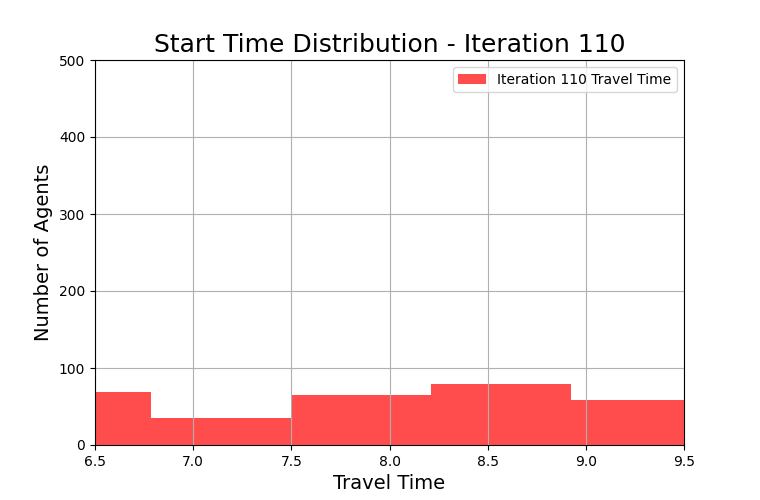 Start Time Distribution - Iteration 110
Iteration 110 Travel Time
Number of Agents
500
400
300
200
100
0
6.5 7.0 7.5 8.0 8.5 9.0 9.5
Travel Time